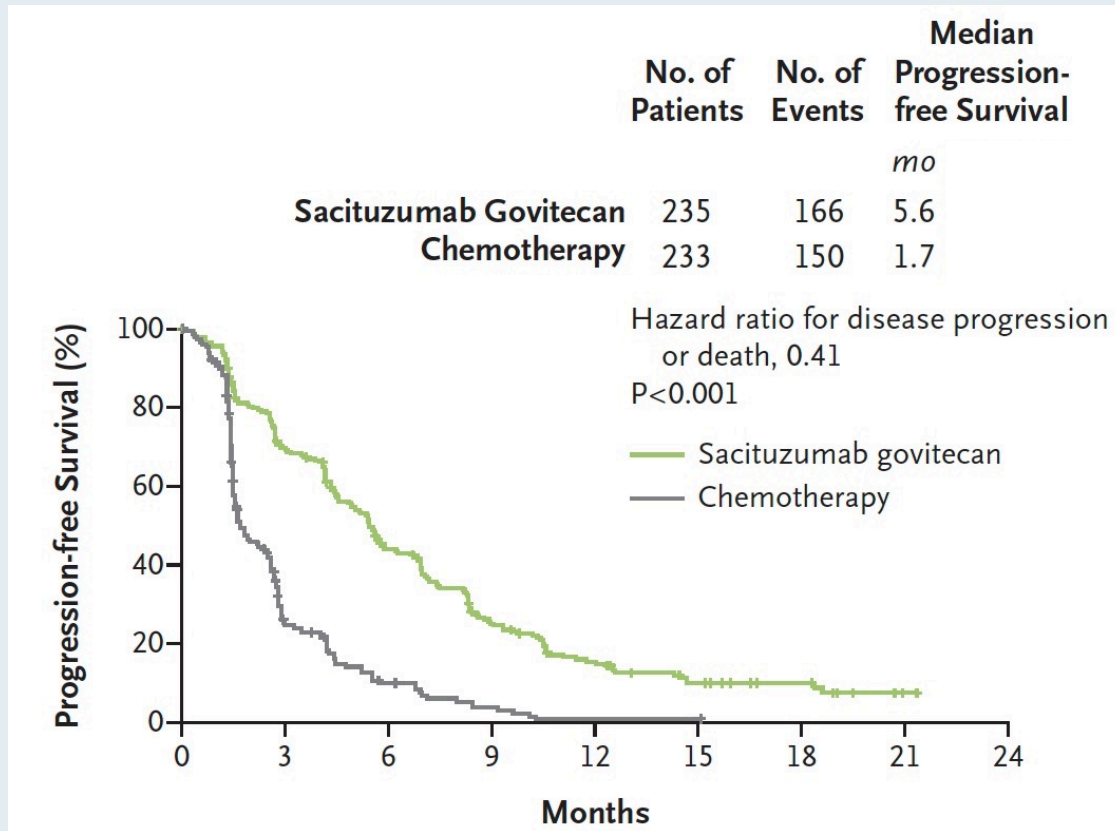 Median
No. of No. of Progression-
Patients Events free Survival
mo
Sacituzumab Govitecan 235 166 5.6
Chemotherapy 233 150 1.7
Hazard ratio for disease progression
or death, 0.41
P<0.001
Sacituzumab govitecan
Chemotherapy
Progression-free Survival (%)
100
80
60
40
20
0
0 3 6 9 12 15 18 21 24
Months